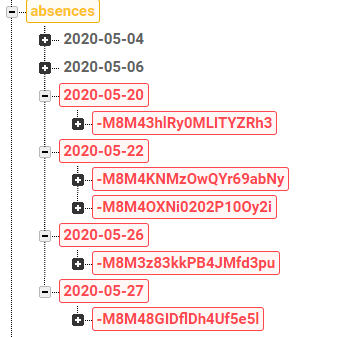 absences
2020-05-04
2020-05-06
2020-05-20
-M8M43hlRy0MLITYZRh3
2020-05-22
-M8M4KNMzOwQYr69abNy
-M8M4OXNi0202P10Oy2i
2020-05-26
-M8M3z83kkPB4JMfd3pu
2020-05-27
-M8M48GIDflDh4Uf5e5l